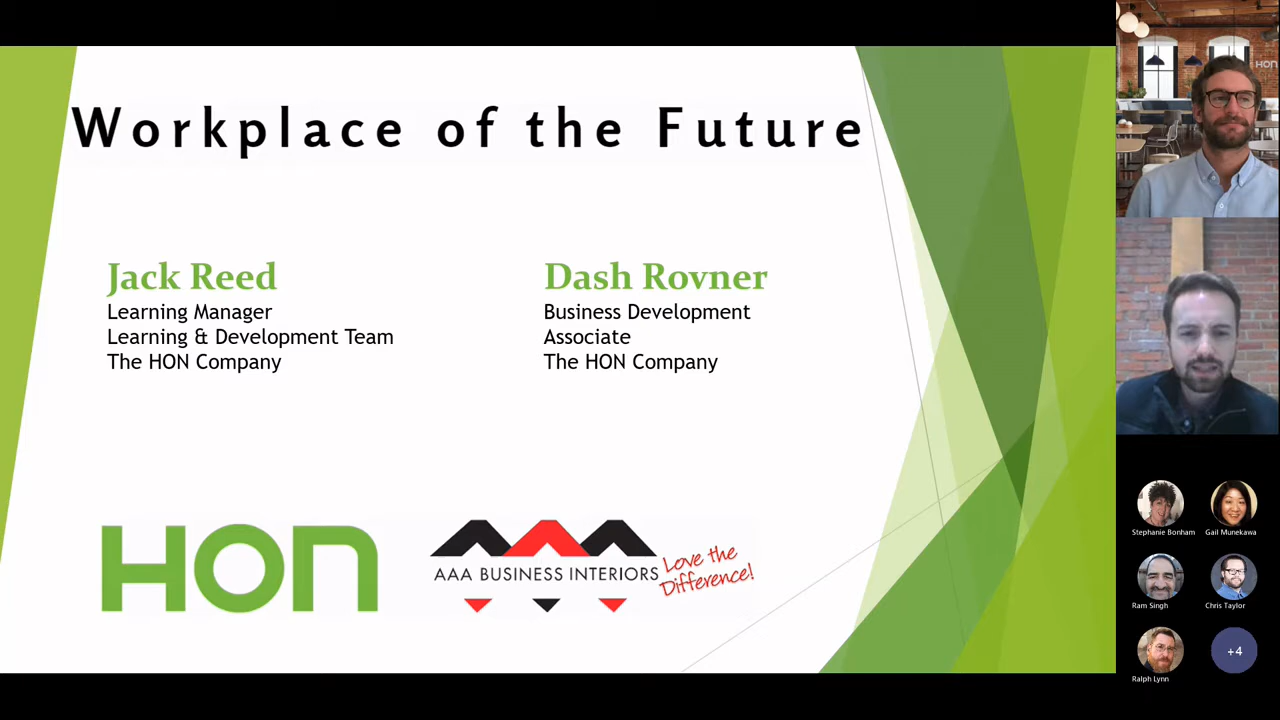 Workplace of the Future
Jack Reed
Learning Manager
Learning & Development Team
The HON Company
Dash Rovner
Business Development
Associate
The HON Company
HON
AAA BUSINESS INTERIORS
Love the
Difference!
HON
Stephanie Bonham
Gail Munekawa
Ram Singh
Chris Taylor
Ralph Lynn
+4